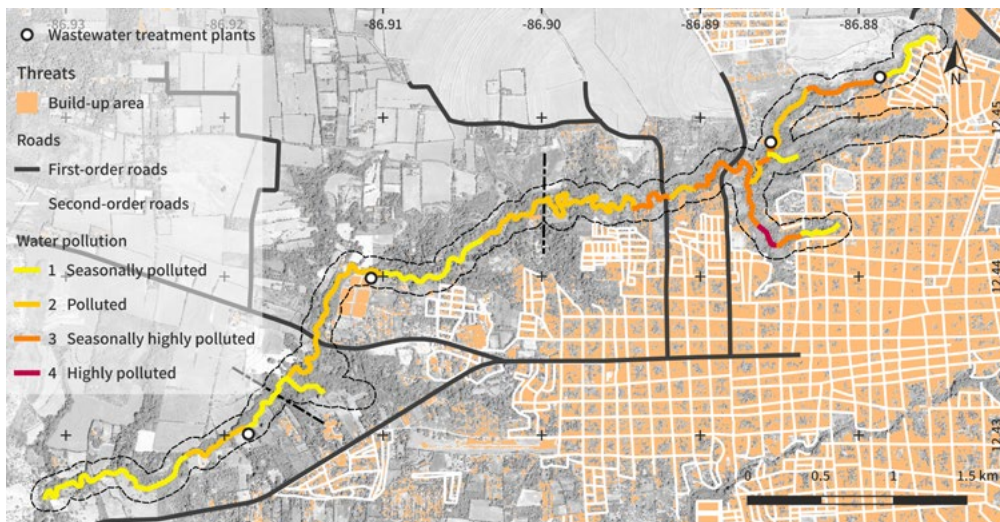 -86.93 -86.92 -86.91 -86.90 -86.89 -86.88
Wastewater treatment plants
Threats
Build-up area
Roads
First-order roads
Second-order roads
Water pollution
1 Seasonally polluted
2 Polluted
3 Seasonally highly polluted
4 Highly polluted
N
12.45
12.44
12.43
0 0.5 1 1.5 km